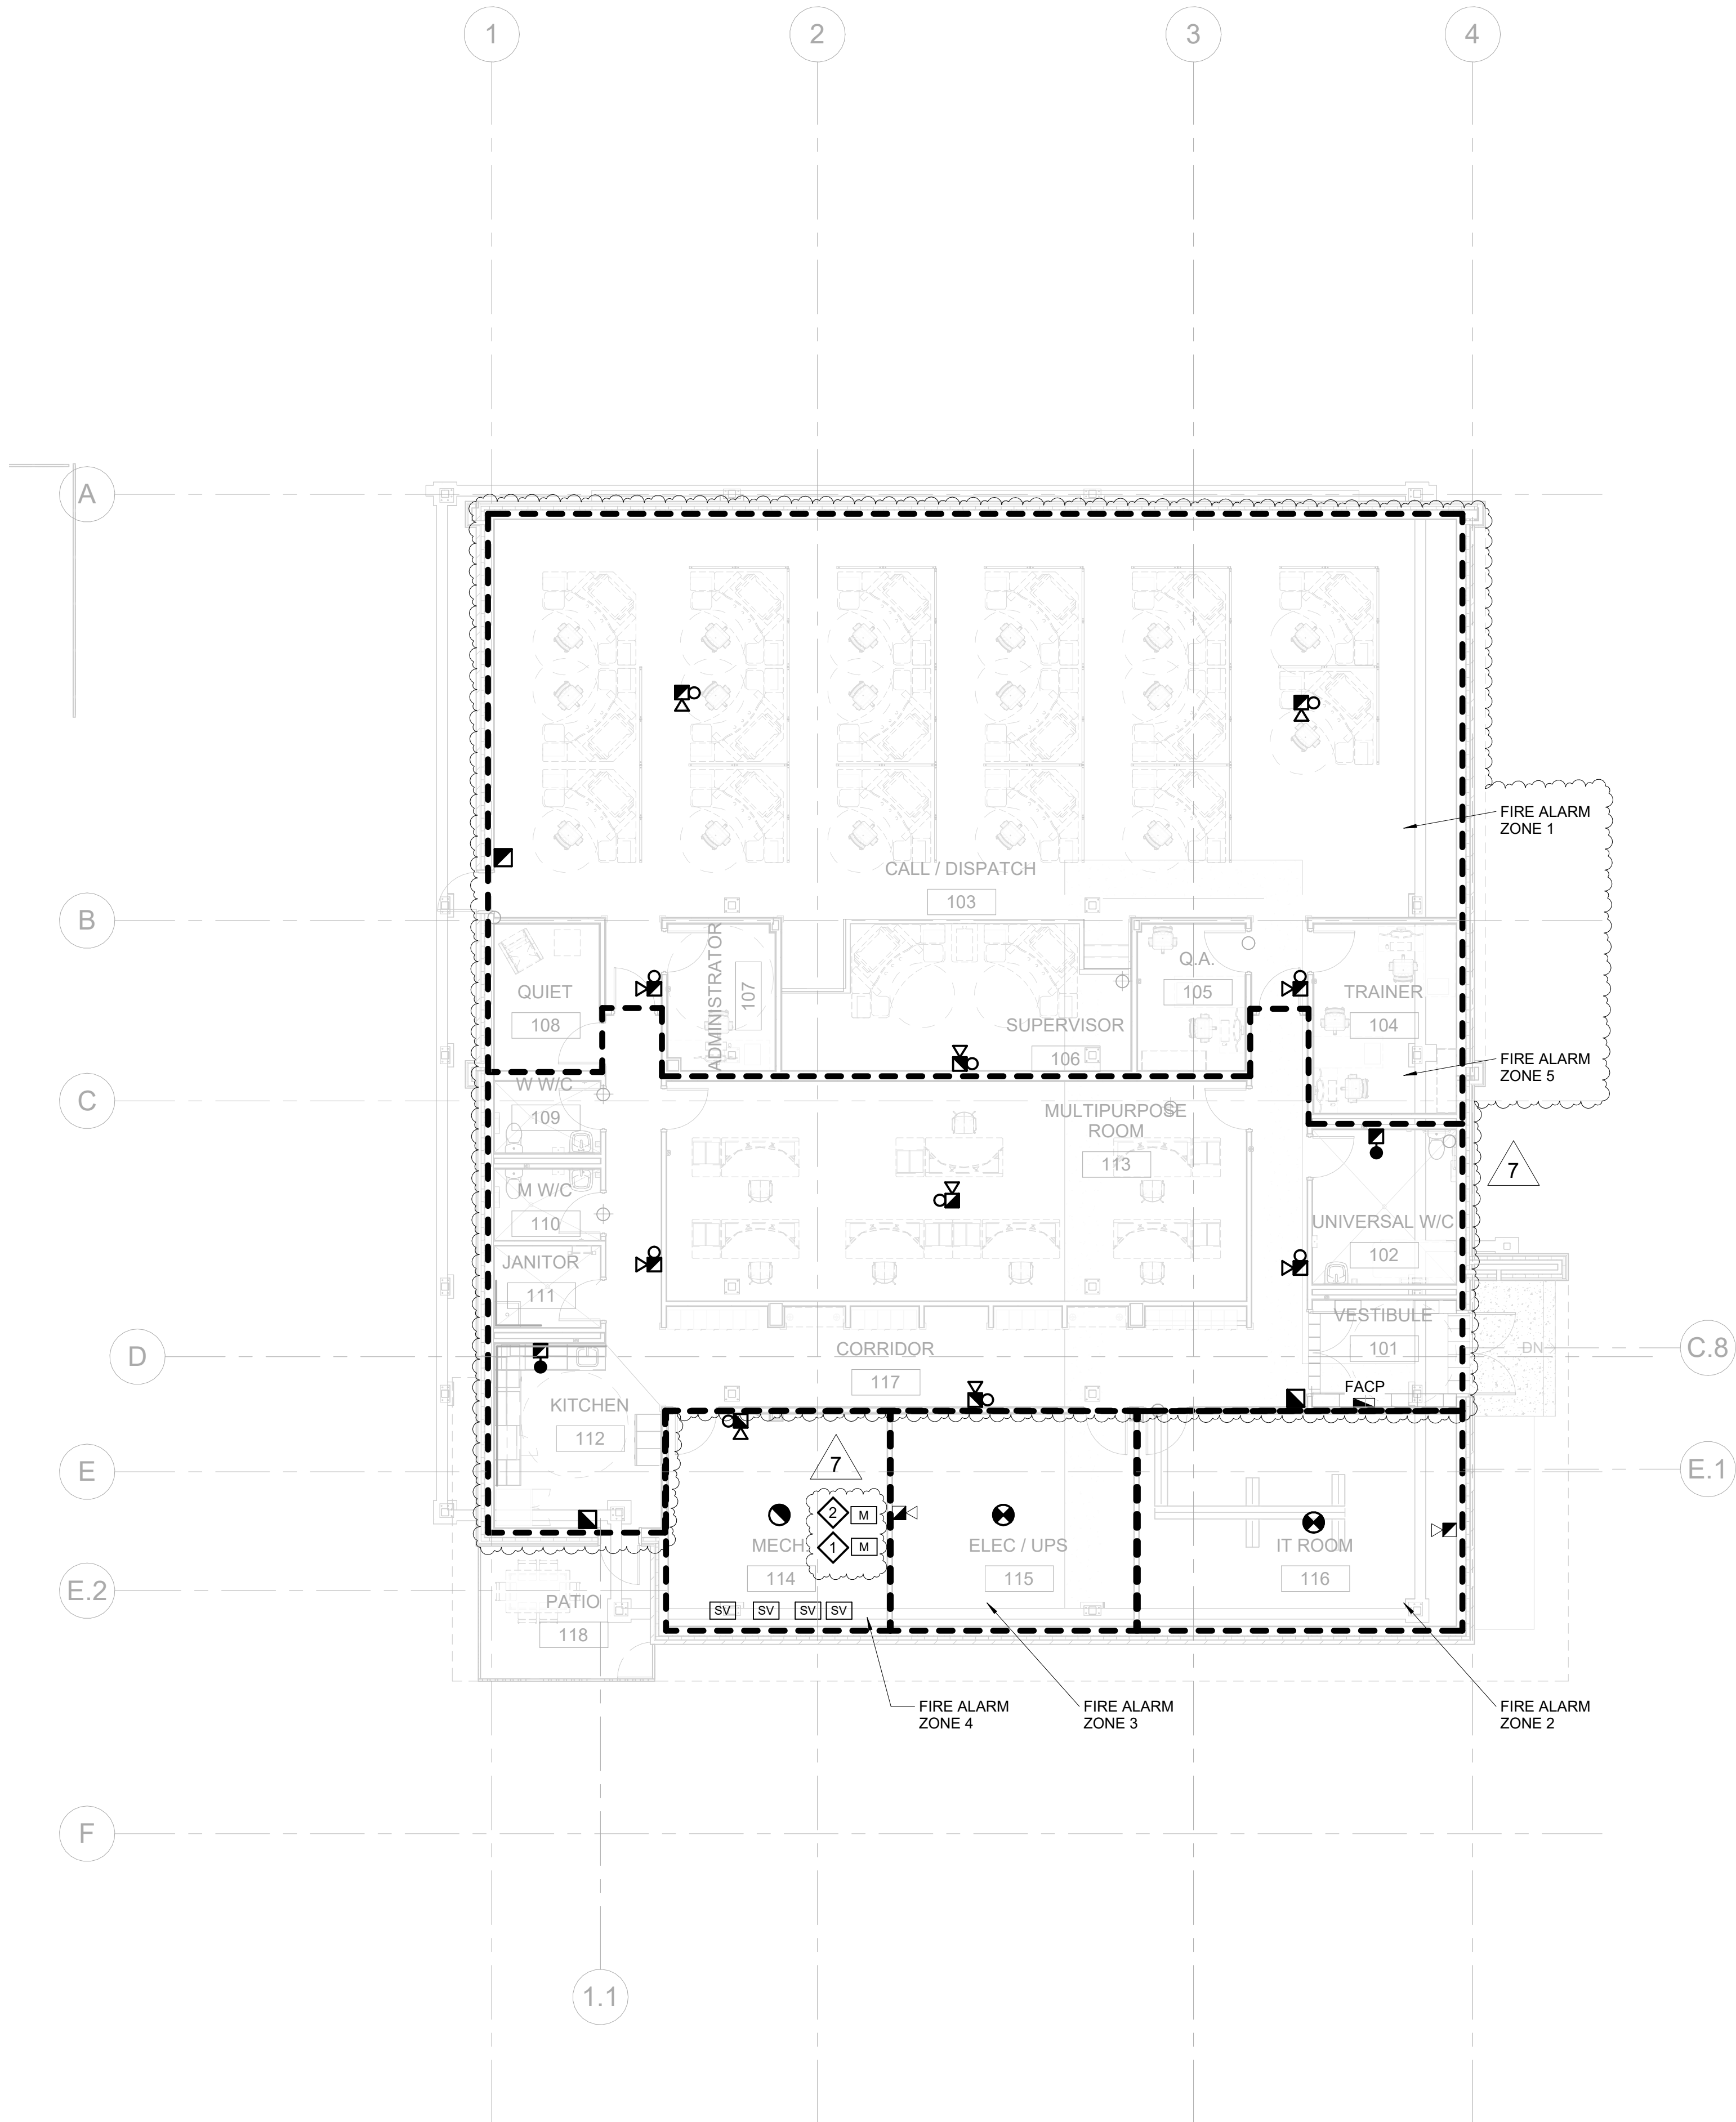 1
2
3
4
A
FIRE ALARM
ZONE 1
CALL / DISPATCH
103
B
QUIET
108
ADMINISTRATOR
107
Q.A.
105
TRAINER
104
SUPERVISOR
106
FIRE ALARM
ZONE 5
C
W W/C
109
MULTIPURPOSE
ROOM
113
7
M W/C
110
UNIVERSAL W/C
102
JANITOR
111
VESTIBULE
101
DN
C.8
D
CORRIDOR
117
FACP
KITCHEN
112
7
E
E.1
2
M
1
M
MECH.
114
ELEC / UPS
115
IT ROOM
116
E.2
PATIO
118
SV
SV
SV
SV
FIRE ALARM
ZONE 4
FIRE ALARM
ZONE 3
FIRE ALARM
ZONE 2
F
1.1